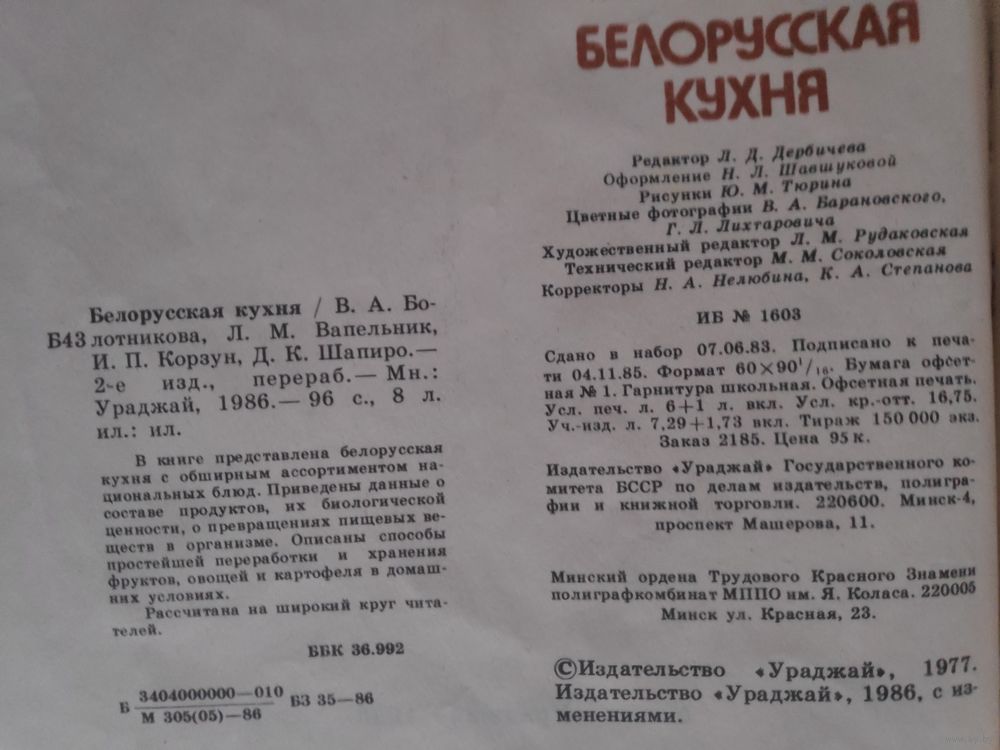 Белорусская кухня / В. А. Бо-
Б43 лотникова, Л. М. Вапельник,
И. П. Корзун, Д. К. Шапиро.—
2-е изд., перераб.— Мн.:
Ураджай, 1986.— 96 с., 8 л.
ил.: ил.
В книге представлена белорусская
кухня с обширным ассортиментом на-
циональных блюд. Приведены данные о
составе продуктов, их биологической
ценности, о превращениях пищевых ве-
ществ в организме. Описаны способы
простейшей переработки и хранения
фруктов, овощей и картофеля в домаш-
них условиях.
Рассчитана на широкий круг чита-
телей.
ББК 36.992
Б 3404000000—010 БЗ 35—86
М 305(05)—86
БЕЛОРУССКАЯ
КУХНЯ
Редактор Л. Д. Дербичева
Оформление Н. Л. Шавшуковой
Рисунки Ю. М. Тюрина
Цветные фотографии В. А. Барановского,
Г. Л. Лихтаровича
Художественный редактор Л. М. Рудаковская
Технический редактор М. М. Соколовская
Корректоры Н. А. Нелюбина, К. А. Степанова
ИБ № 1603
Сдано в набор 07.06.83. Подписано к печа-
ти 04.11.85. Формат 60×90¹/₁₆. Бумага офсет-
ная № 1. Гарнитура школьная. Офсетная печать.
Усл. печ. л. 6+1 л. вкл. Усл. кр.-отт. 16,75.
Уч.-изд. л. 7,29+1,73 вкл. Тираж 150 000 экз.
Заказ 2185. Цена 95 к.
Издательство «Ураджай» Государственного ко-
митета БССР по делам издательств, полигра-
фии и книжной торговли. 220600. Минск-4,
проспект Машерова, 11.
Минский ордена Трудового Красного Знамени
полиграфкомбинат МППО им. Я. Коласа. 220005
Минск ул. Красная, 23.
©Издательство «Ураджай», 1977.
Издательство «Ураджай», 1986, с из-
менениями.